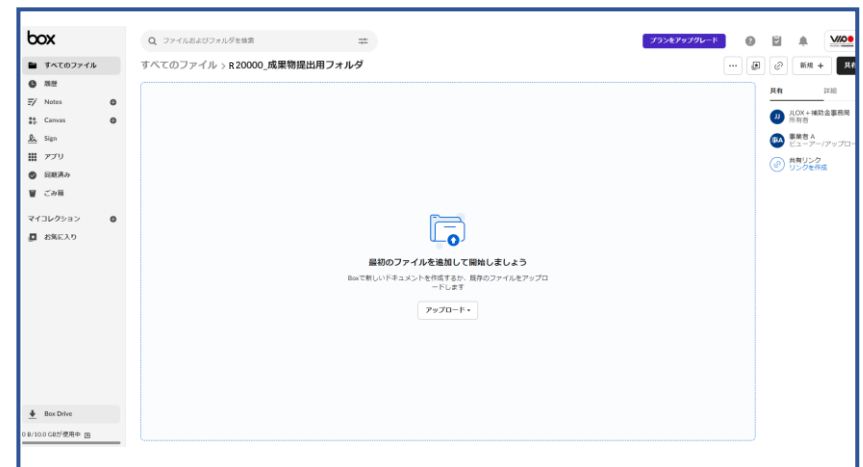 box
ファイルおよびフォルダを検索
プランをアップグレード
VIPO
すべてのファイル
すべてのファイル > R20000_成果物提出用フォルダ
新規 +
共有
詳細
履歴
Notes
Canvas
Sign
アプリ
回覧済み
ごみ箱
マイコレクション
お気に入り
JJ
JLOX+補助金事務局
所有者
事業者 A
ビューアー/アップロー
共有リンク
リンクを作成
最初のファイルを追加して開始しましょう
Boxで新しいドキュメントを作成するか、既存のファイルをアップロ
ードします
アップロード
Box Drive
0 B/10.0 GBが使用中